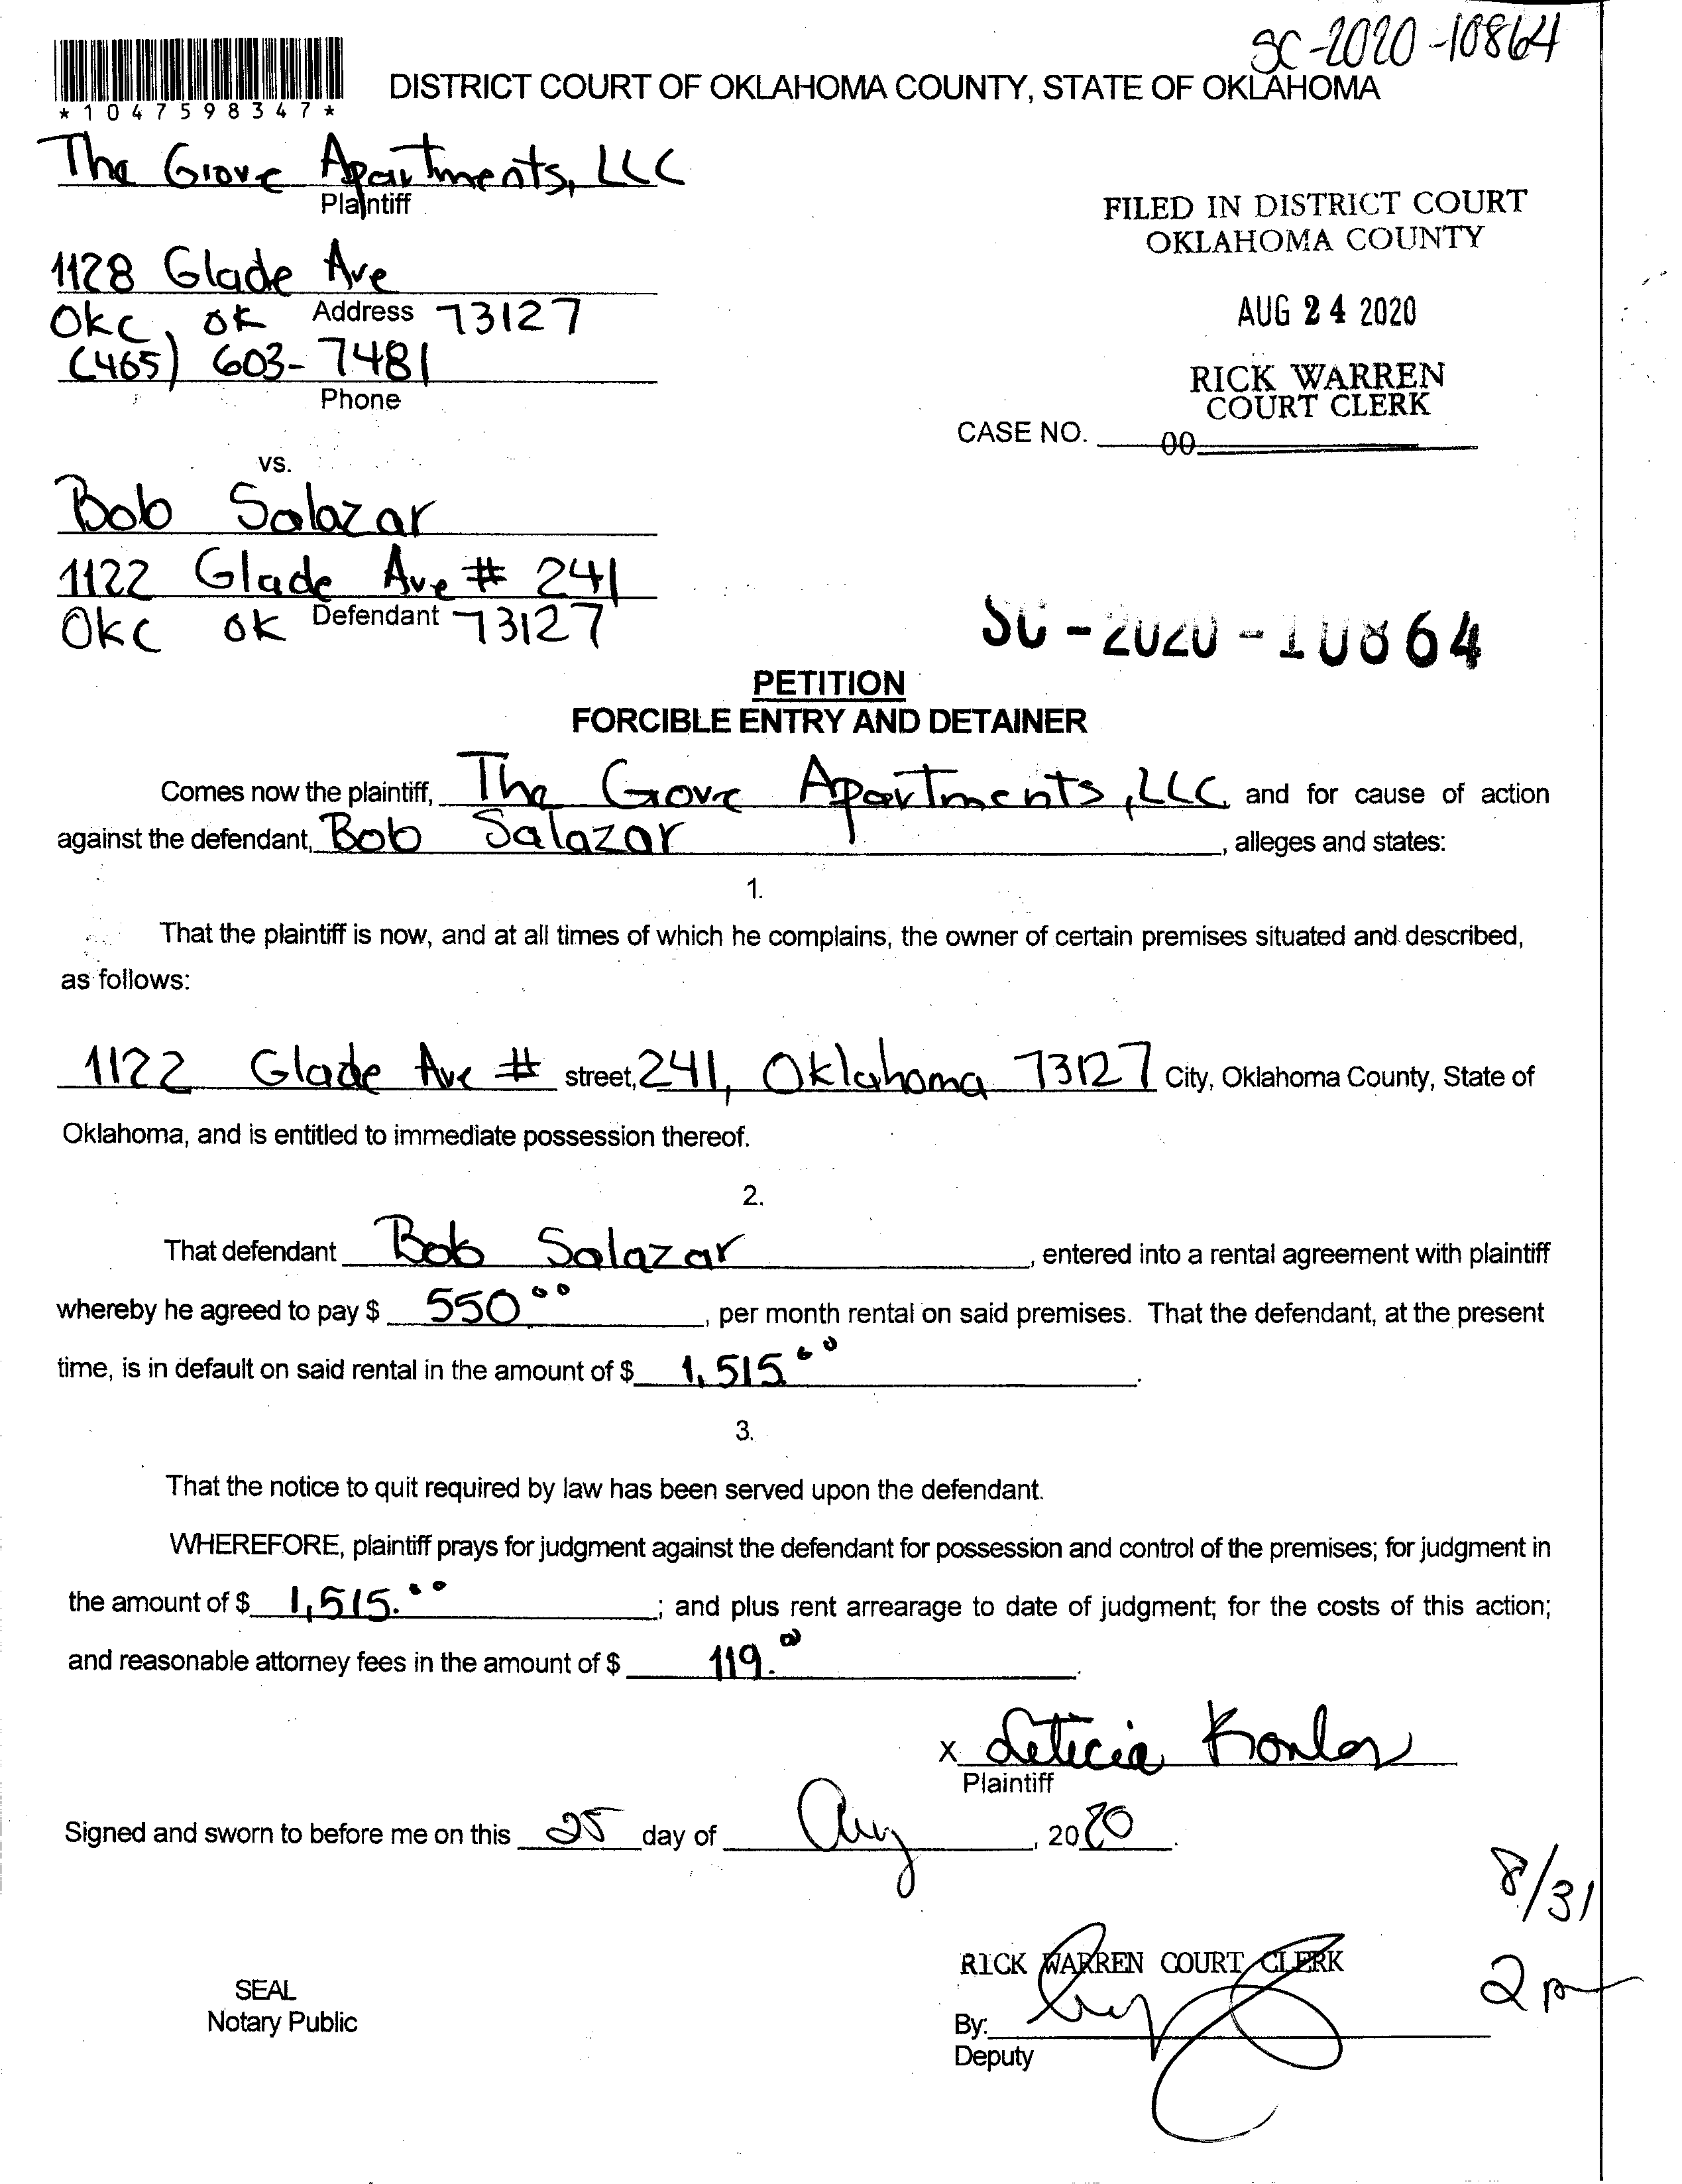 SC-2020-10864
*1047598347*
DISTRICT COURT OF OKLAHOMA COUNTY, STATE OF OKLAHOMA
The Grove Apartments, LLC
Plaintiff
FILED IN DISTRICT COURT
OKLAHOMA COUNTY
1128 Glade Ave
Address
OKC, OK 73127
AUG 24 2020
(465) 603-7481
Phone
RICK WARREN
COURT CLERK
CASE NO. 00
vs.
Bob Salazar
1122 Glade Ave # 241
Defendant
OKC OK 73127
SC-2020-10864
PETITION
FORCIBLE ENTRY AND DETAINER
Comes now the plaintiff, The Grove Apartments, LLC, and for cause of action
against the defendant, Bob Salazar, alleges and states:
1.
That the plaintiff is now, and at all times of which he complains, the owner of certain premises situated and described,
as follows:
1122 Glade Ave # street, 241, Oklahoma 73127 City, Oklahoma County, State of
Oklahoma, and is entitled to immediate possession thereof.
2.
That defendant Bob Salazar, entered into a rental agreement with plaintiff
whereby he agreed to pay $ 550 00, per month rental on said premises. That the defendant, at the present
time, is in default on said rental in the amount of $ 1,515 00.
3.
That the notice to quit required by law has been served upon the defendant.
WHEREFORE, plaintiff prays for judgment against the defendant for possession and control of the premises; for judgment in
the amount of $ 1,515.00; and plus rent arrearage to date of judgment; for the costs of this action;
and reasonable attorney fees in the amount of $ 119.00.
X Leticia
Plaintiff
Signed and sworn to before me on this 25 day of Aug, 2020.
8/31
2p
RICK WARREN COURT CLERK
SEAL
Notary Public
By:
Deputy